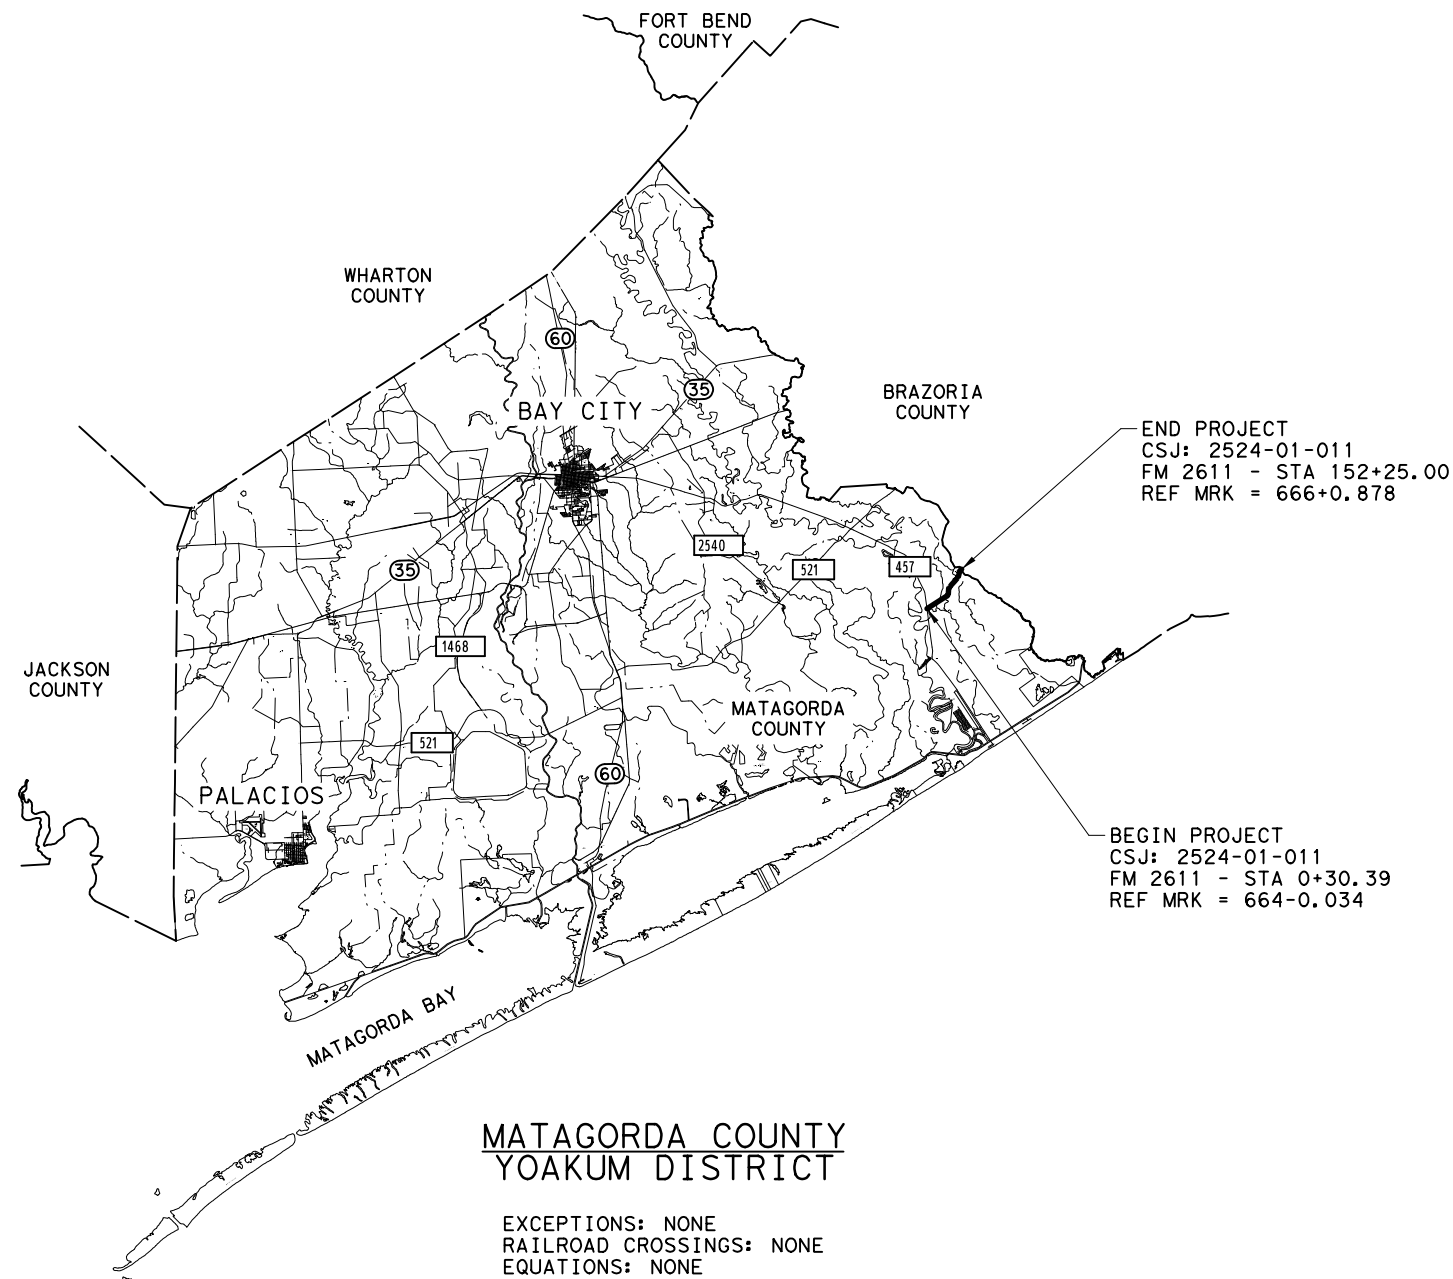 FORT BEND
COUNTY
WHARTON
COUNTY
60
35
BAY CITY
BRAZORIA
COUNTY
END PROJECT
CSJ: 2524-01-011
FM 2611 - STA 152+25.00
REF MRK = 666+0.878
2540
521
457
35
1468
JACKSON
COUNTY
MATAGORDA
COUNTY
521
60
PALACIOS
BEGIN PROJECT
CSJ: 2524-01-011
FM 2611 - STA 0+30.39
REF MRK = 664-0.034
MATAGORDA BAY
MATAGORDA COUNTY
YOAKUM DISTRICT
EXCEPTIONS: NONE
RAILROAD CROSSINGS: NONE
EQUATIONS: NONE